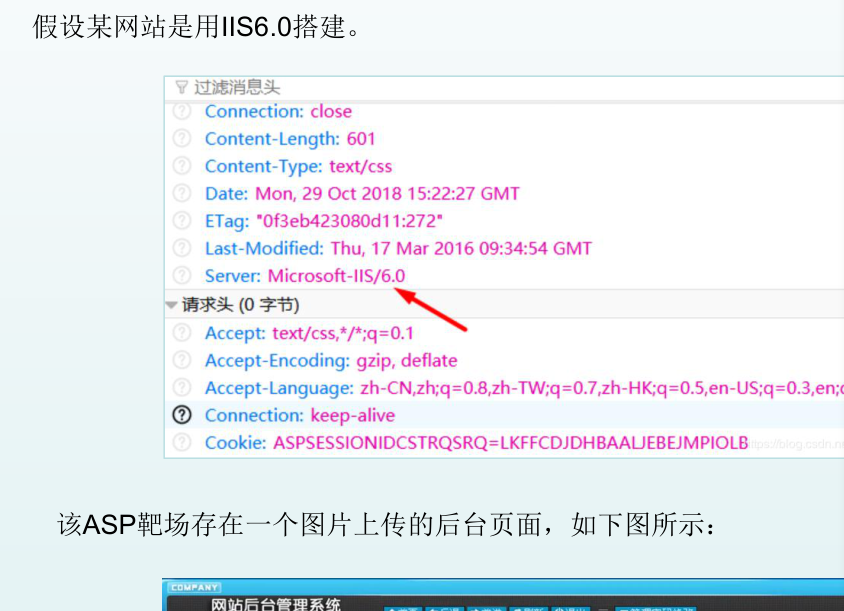 假设某网站是用IIS6.0搭建。
过滤消息头
Connection: close
Content-Length: 601
Content-Type: text/css
Date: Mon, 29 Oct 2018 15:22:27 GMT
ETag: "0f3eb423080d11:272"
Last-Modified: Thu, 17 Mar 2016 09:34:54 GMT
Server: Microsoft-IIS/6.0
请求头 (0 字节)
Accept: text/css,*/*;q=0.1
Accept-Encoding: gzip, deflate
Accept-Language: zh-CN,zh;q=0.8,zh-TW;q=0.7,zh-HK;q=0.5,en-US;q=0.3,en;
Connection: keep-alive
Cookie: ASPSESSIONIDCSTRQSRQ=LKFFCDJDHBAALJEBEJMPIOLB
该ASP靶场存在一个图片上传的后台页面，如下图所示：
COMPANY
网站后台管理系统